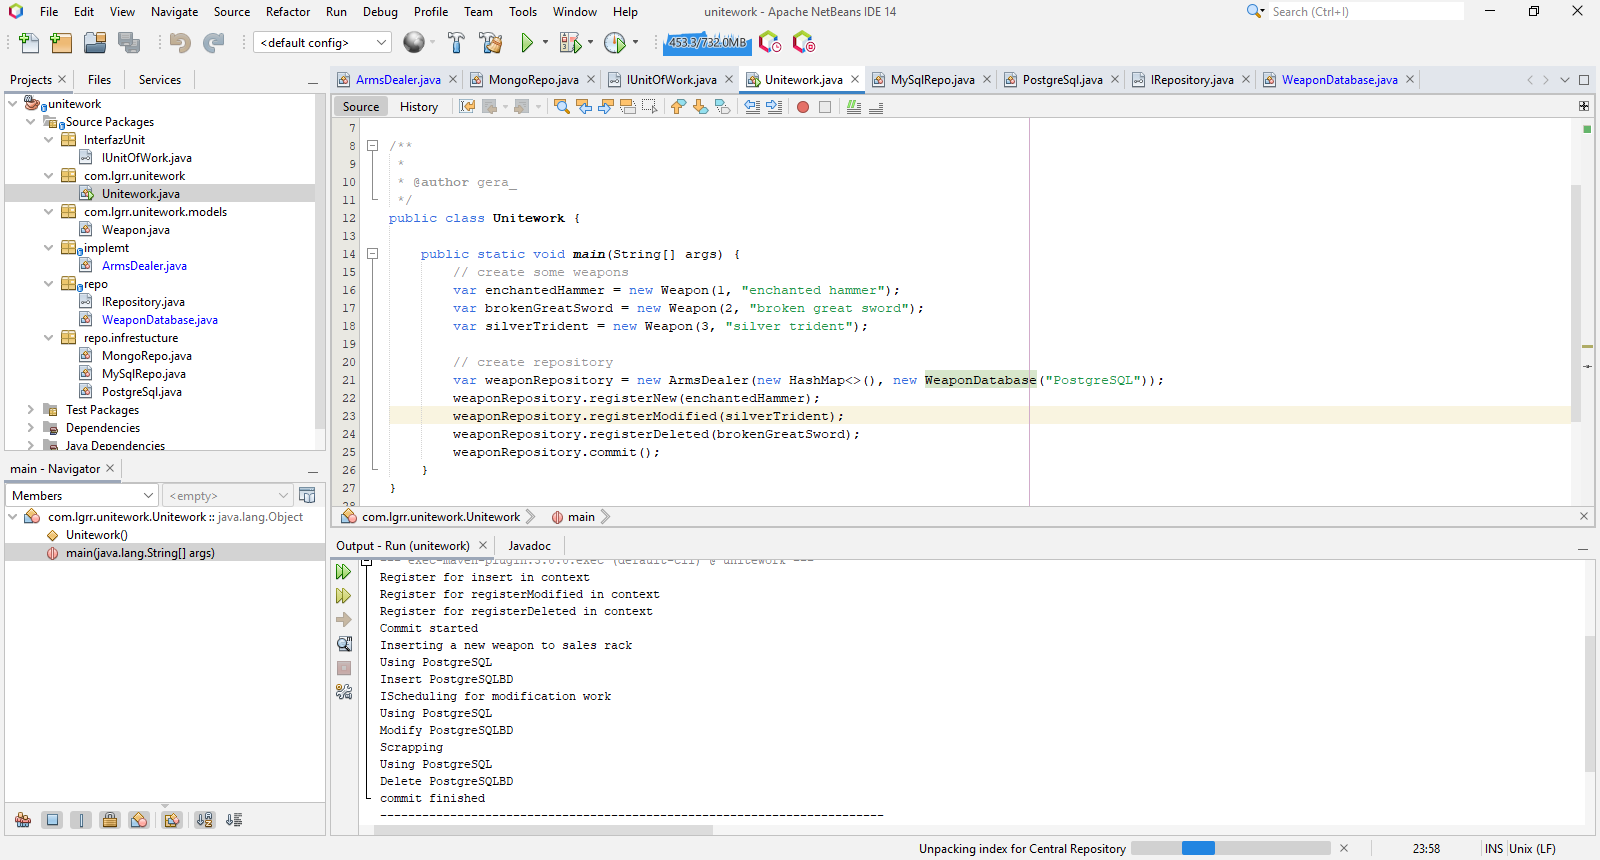 File Edit View Navigate Source Refactor Run Debug Profile Team Tools Window Help
unitework - Apache NetBeans IDE 14
Search (Ctrl+I)
<default config>
453.3/732.0MB
Projects Files Services
unitework
Source Packages
InterfazUnit
IUnitOfWork.java
com.lgrr.unitework
Unitework.java
com.lgrr.unitework.models
Weapon.java
implemt
ArmsDealer.java
repo
IRepository.java
WeaponDatabase.java
repo.infrestucture
MongoRepo.java
MySqlRepo.java
PostgreSql.java
Test Packages
Dependencies
Java Dependencies
main - Navigator
Members
<empty>
com.lgrr.unitework.Unitework :: java.lang.Object
Unitework()
main(java.lang.String[] args)
ArmsDealer.java MongoRepo.java IUnitOfWork.java Unitework.java MySqlRepo.java PostgreSql.java IRepository.java WeaponDatabase.java
Source History
7
8 /**
9 *
10 * @author gera_
11 */
12 public class Unitework {
13
14 public static void main(String[] args) {
15 // create some weapons
16 var enchantedHammer = new Weapon(1, "enchanted hammer");
17 var brokenGreatSword = new Weapon(2, "broken great sword");
18 var silverTrident = new Weapon(3, "silver trident");
19
20 // create repository
21 var weaponRepository = new ArmsDealer(new HashMap<>(), new WeaponDatabase("PostgreSQL"));
22 weaponRepository.registerNew(enchantedHammer);
23 weaponRepository.registerModified(silverTrident);
24 weaponRepository.registerDeleted(brokenGreatSword);
25 weaponRepository.commit();
26 }
27 }
28
com.lgrr.unitework.Unitework main
Output - Run (unitework) Javadoc
--- exec-maven-plugin:3.0.0:exec (default-cli) @ unitework ---
Register for insert in context
Register for registerModified in context
Register for registerDeleted in context
Commit started
Inserting a new weapon to sales rack
Using PostgreSQL
Insert PostgreSQLBD
IScheduling for modification work
Using PostgreSQL
Modify PostgreSQLBD
Scrapping
Using PostgreSQL
Delete PostgreSQLBD
commit finished
------------------------------------------------------------------------
Unpacking index for Central Repository
23:58
INS
Unix (LF)